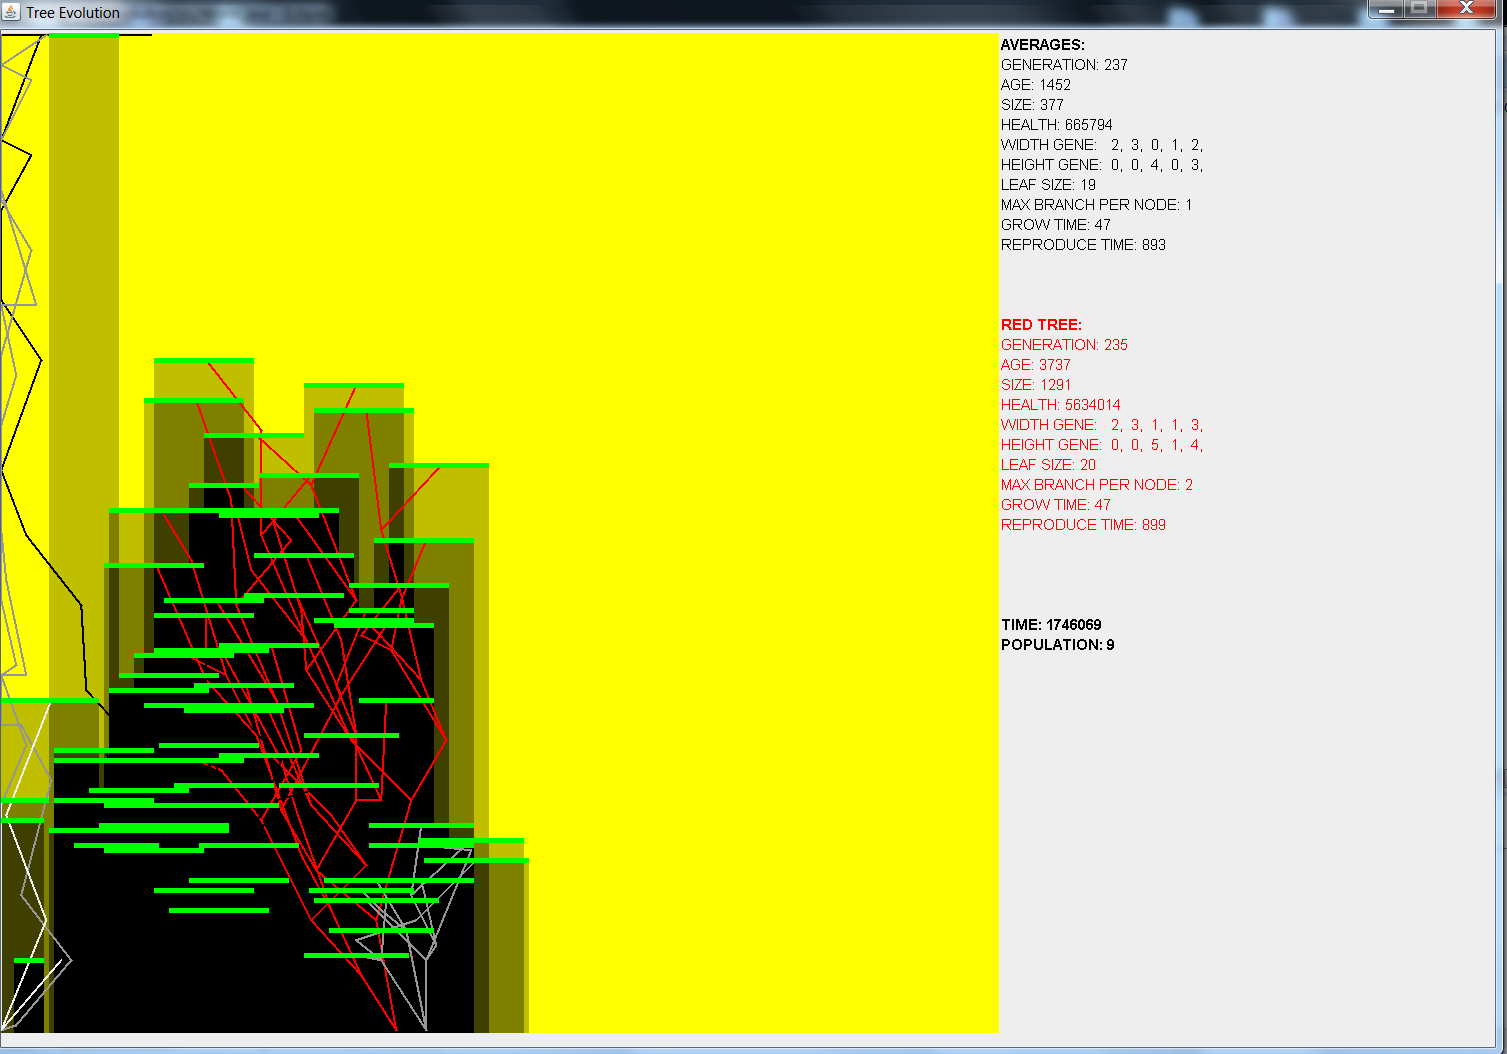 Tree Evolution
AVERAGES:
GENERATION: 237
AGE: 1452
SIZE: 377
HEALTH: 665794
WIDTH GENE: 2, 3, 0, 1, 2,
HEIGHT GENE: 0, 0, 4, 0, 3,
LEAF SIZE: 19
MAX BRANCH PER NODE: 1
GROW TIME: 47
REPRODUCE TIME: 893
RED TREE:
GENERATION: 235
AGE: 3737
SIZE: 1291
HEALTH: 5634014
WIDTH GENE: 2, 3, 1, 1, 3,
HEIGHT GENE: 0, 0, 5, 1, 4,
LEAF SIZE: 20
MAX BRANCH PER NODE: 2
GROW TIME: 47
REPRODUCE TIME: 899
TIME: 1746069
POPULATION: 9